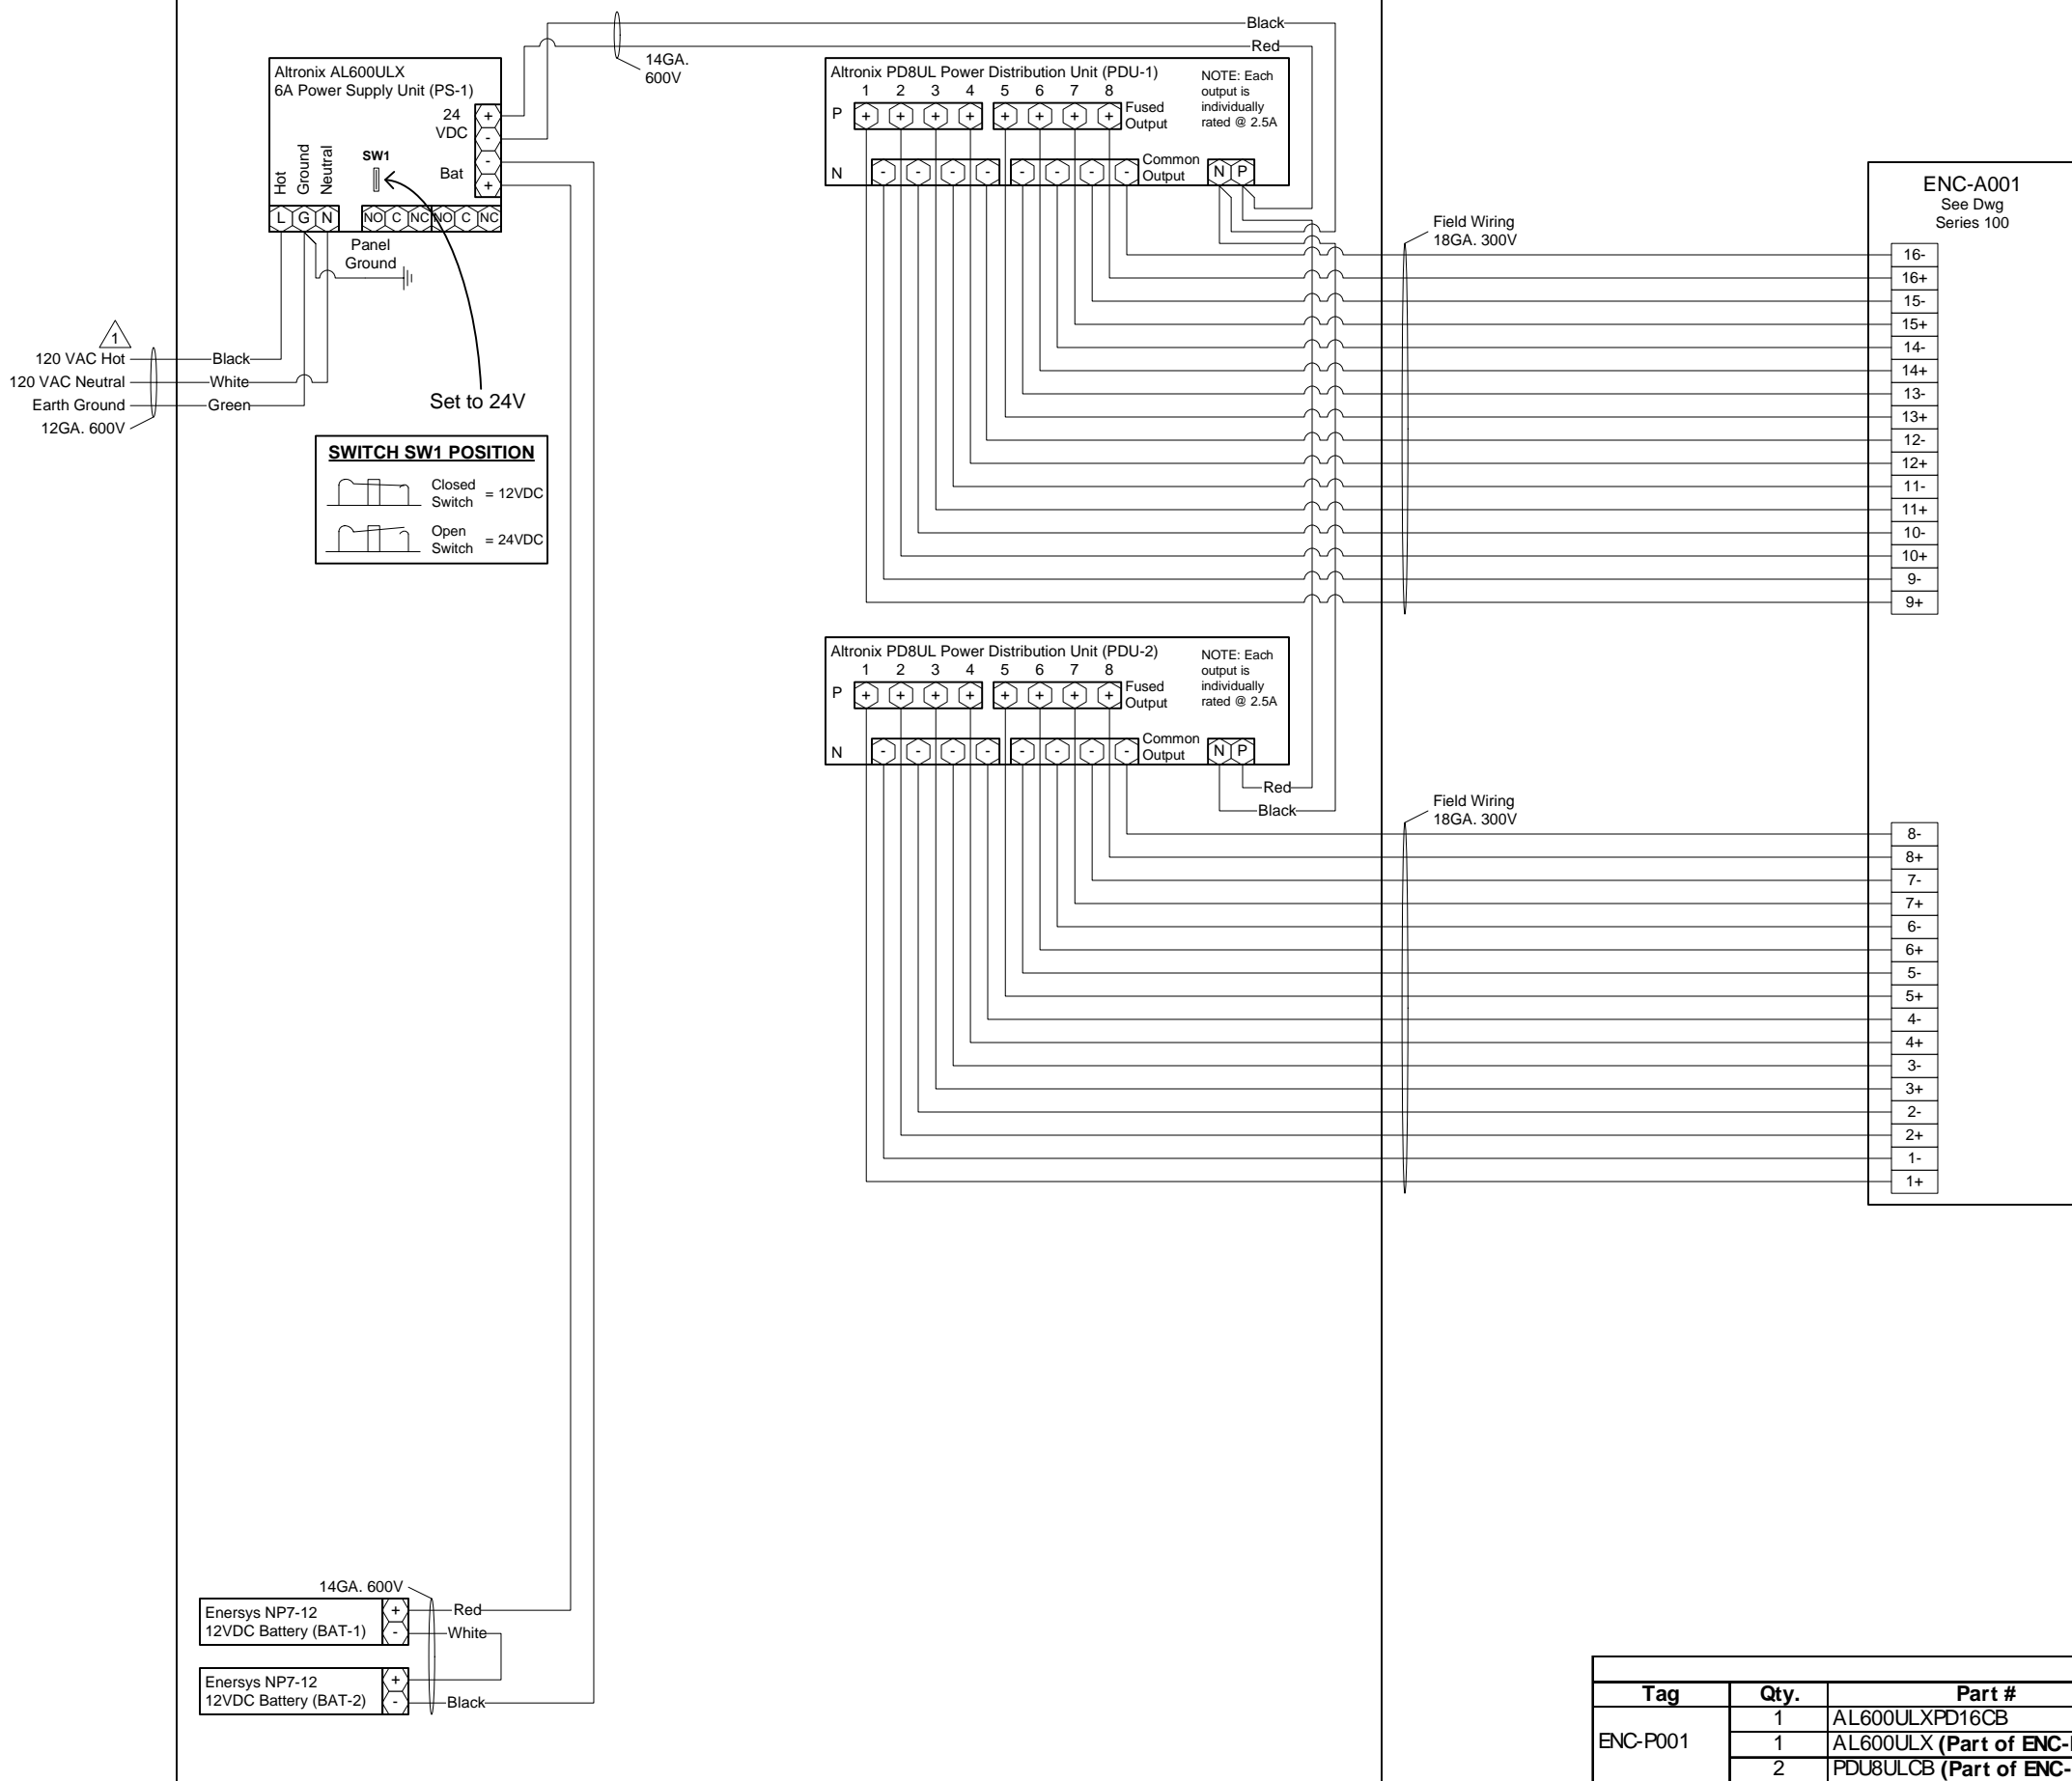 Black
Red
14GA.
600V
Altronix AL600ULX
6A Power Supply Unit (PS-1)
24
VDC
+
-
-
+
Bat
SW1
Hot
Ground
Neutral
L G N
NO C NC NO C NC
Panel
Ground
1
120 VAC Hot
120 VAC Neutral
Earth Ground
12GA. 600V
Black
White
Green
Set to 24V
SWITCH SW1 POSITION
Closed
Switch
= 12VDC
Open
Switch
= 24VDC
Altronix PD8UL Power Distribution Unit (PDU-1)
1 2 3 4 5 6 7 8
P + + + + + + + +
Fused
Output
NOTE: Each
output is
individually
rated @ 2.5A
N - - - - - - - -
Common
Output
N P
Field Wiring
18GA. 300V
ENC-A001
See Dwg
Series 100
16-
16+
15-
15+
14-
14+
13-
13+
12-
12+
11-
11+
10-
10+
9-
9+
Altronix PD8UL Power Distribution Unit (PDU-2)
1 2 3 4 5 6 7 8
P + + + + + + + +
Fused
Output
NOTE: Each
output is
individually
rated @ 2.5A
N - - - - - - - -
Common
Output
N P
Red
Black
Field Wiring
18GA. 300V
8-
8+
7-
7+
6-
6+
5-
5+
4-
4+
3-
3+
2-
2+
1-
1+
14GA. 600V
Enersys NP7-12
12VDC Battery (BAT-1)
+
-
Red
White
Enersys NP7-12
12VDC Battery (BAT-2)
+
-
Black
Tag Qty. Part #
ENC-P001
1 AL600ULXPD16CB
1 AL600ULX (Part of ENC-
2 PDU8ULCB (Part of ENC-